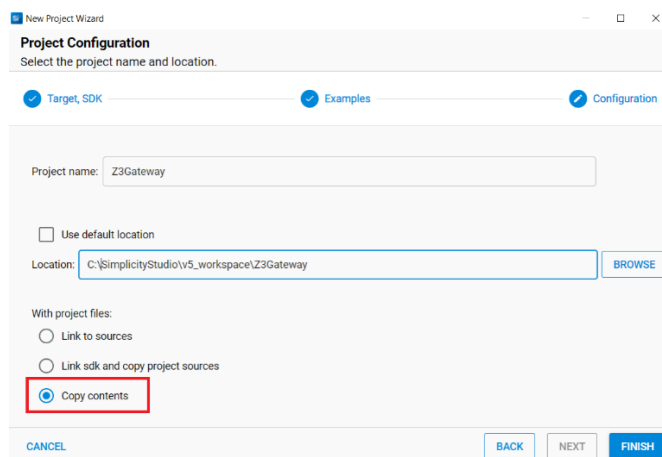 New Project Wizard
Project Configuration
Select the project name and location.
Target, SDK
Examples
Configuration
Project name: Z3Gateway
Use default location
Location: C:\SimplicityStudio\v5_workspace\Z3Gateway BROWSE
With project files:
Link to sources
Link sdk and copy project sources
Copy contents
CANCEL BACK NEXT FINISH